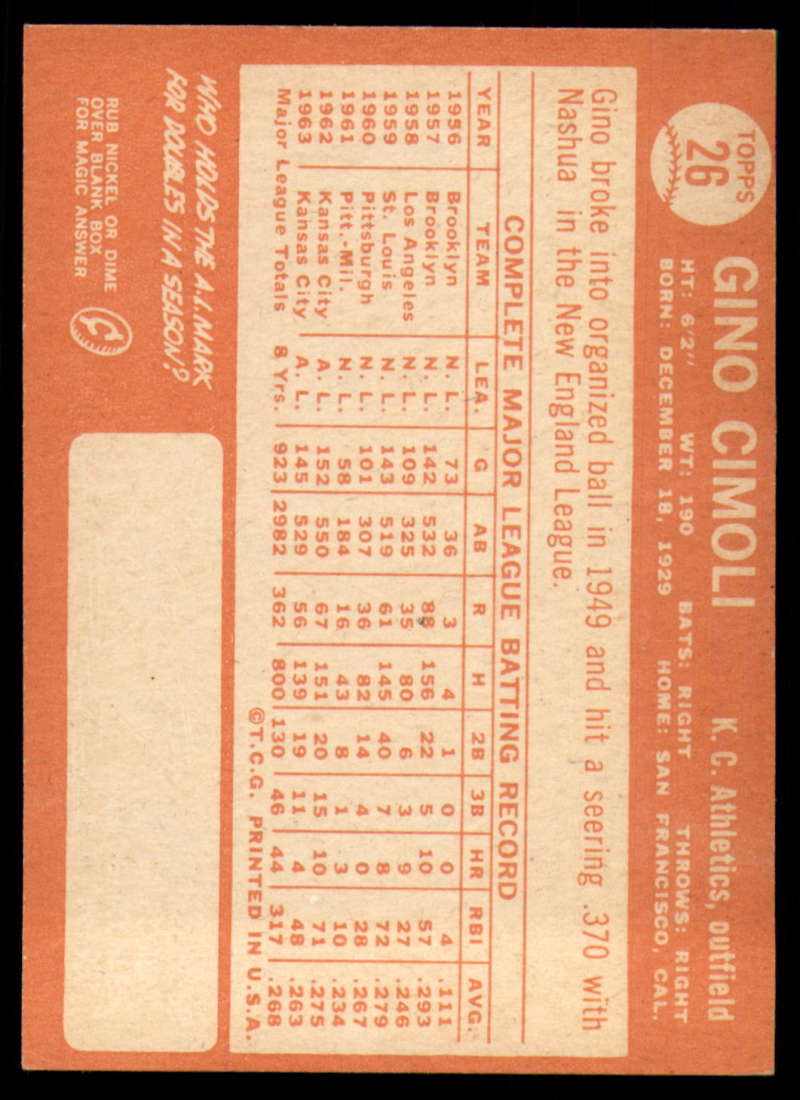 TOPPS
26
GINO CIMOLI K. C. Athletics, outfield
HT: 6'2" WT: 190 BATS: RIGHT THROWS: RIGHT
BORN: DECEMBER 18, 1929 HOME: SAN FRANCISCO, CAL.
Gino broke into organized ball in 1949 and hit a seering .370 with
Nashua in the New England League.
COMPLETE MAJOR LEAGUE BATTING RECORD
YEAR TEAM LEA. G AB R H 2B 3B HR RBI AVG.
1956 Brooklyn N. L. 73 36 3 4 1 0 0 4 .111
1957 Brooklyn N. L. 142 532 88 156 22 5 10 57 .293
1958 Los Angeles N. L. 109 325 35 80 6 3 9 27 .246
1959 St. Louis N. L. 143 519 61 145 40 7 8 72 .279
1960 Pittsburgh N. L. 101 307 36 82 14 4 0 28 .267
1961 Pitt.-Mil. N. L. 58 184 16 43 8 1 3 10 .234
1962 Kansas City A. L. 152 550 67 151 20 15 10 71 .275
1963 Kansas City A. L. 145 529 56 139 19 11 4 48 .263
Major League Totals 8 Yrs. 923 2982 362 800 130 46 44 317 .268
©T.C.G. PRINTED IN U.S.A.
WHO HOLDS THE A.L. MARK
FOR DOUBLES IN A SEASON?
RUB NICKEL OR DIME
OVER BLANK BOX
FOR MAGIC ANSWER